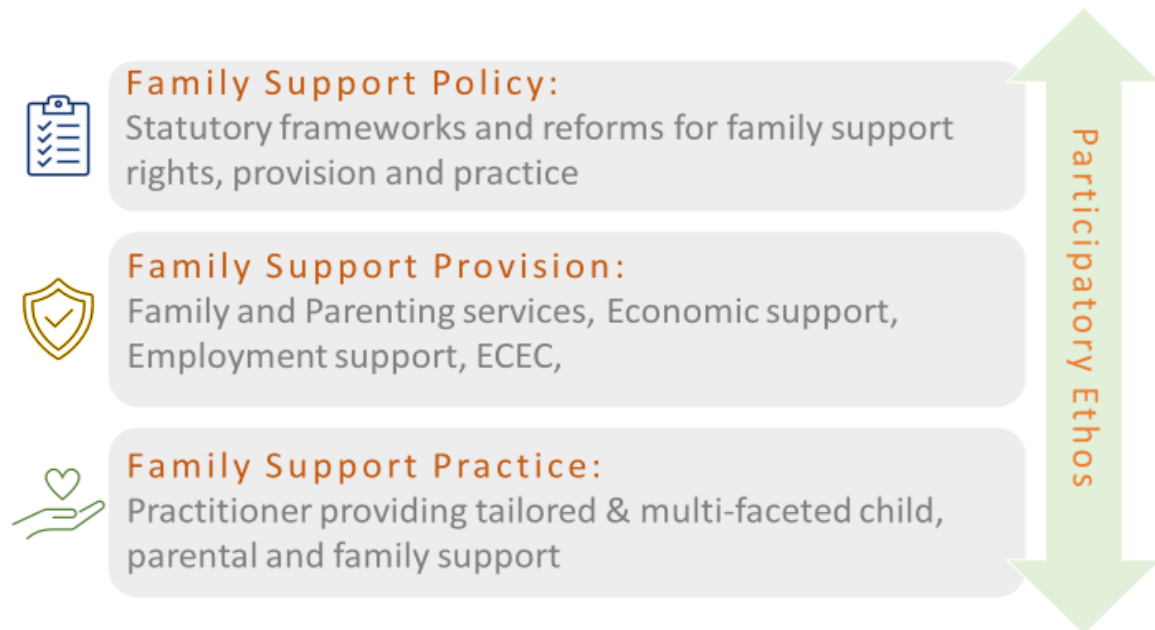 Family Support Policy:
Statutory frameworks and reforms for family support
rights, provision and practice
Family Support Provision:
Family and Parenting services, Economic support,
Employment support, ECEC,
Family Support Practice:
Practitioner providing tailored & multi-faceted child,
parental and family support
Participatory Ethos